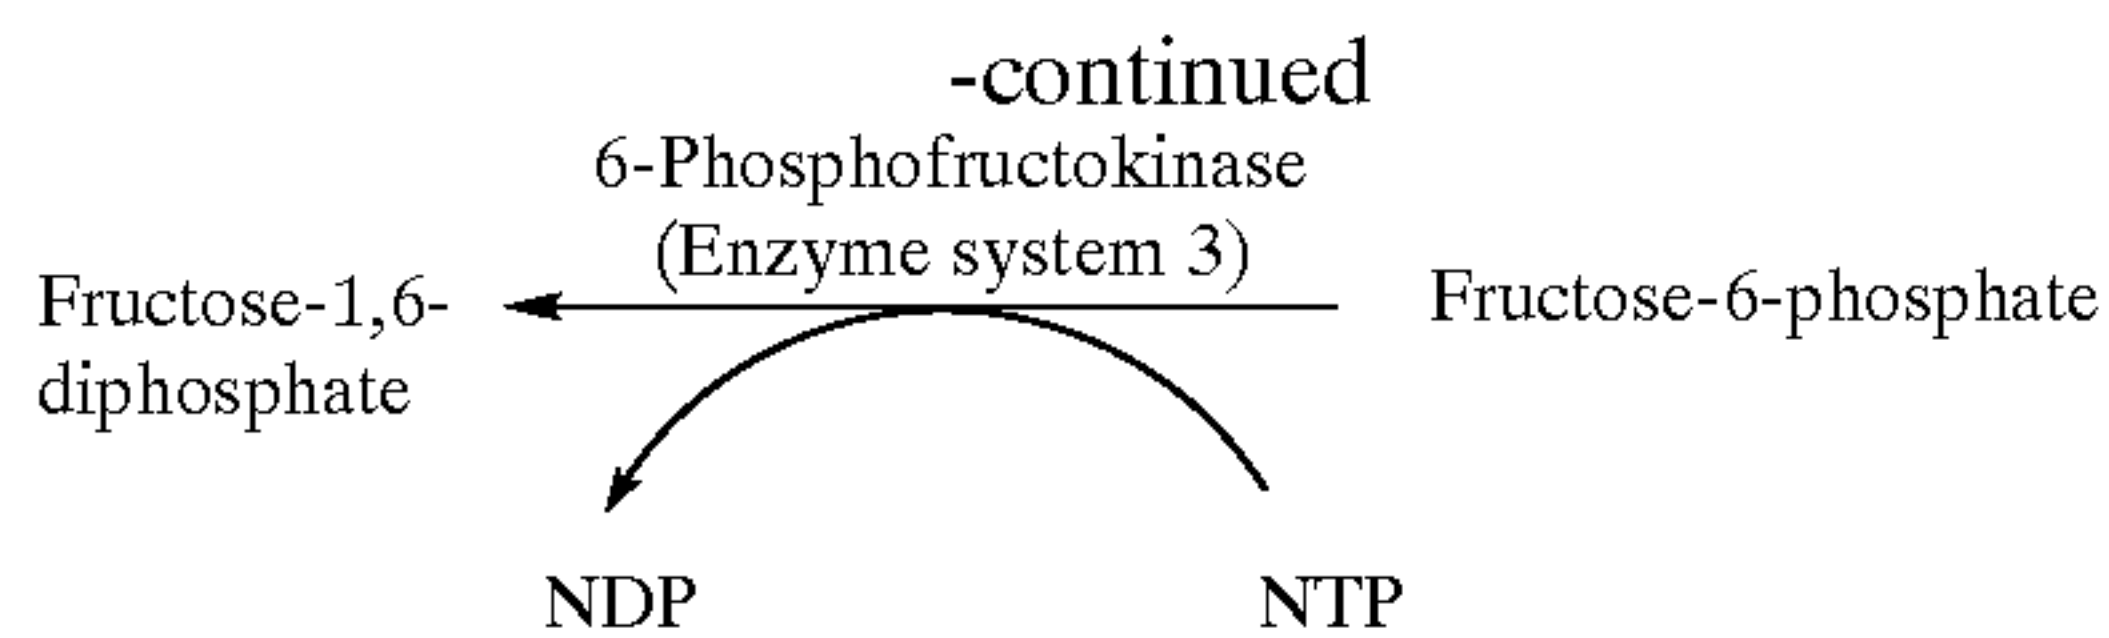 -continued
6-Phosphofructokinase
(Enzyme system 3)
Fructose-1,6-
diphosphate
Fructose-6-phosphate
NDP
NTP